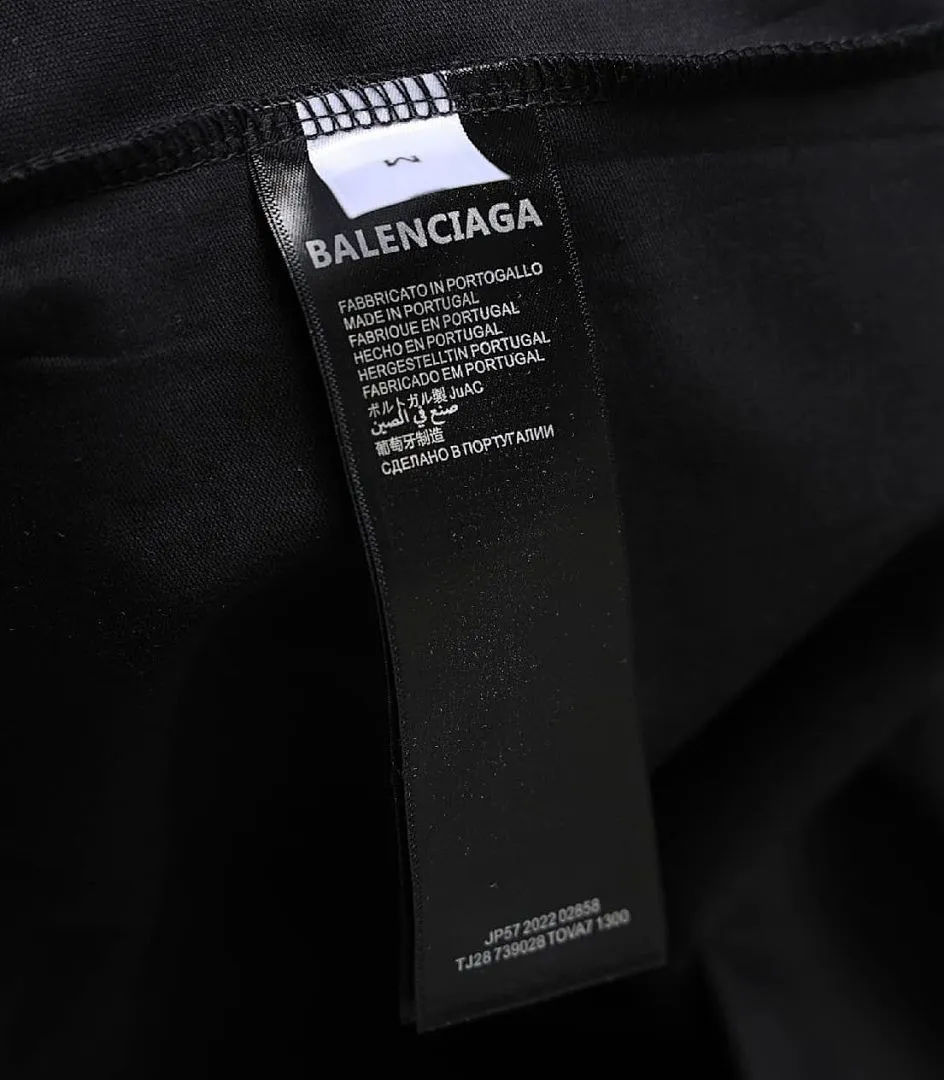 M
BALENCIAGA
FABBRICATO IN PORTOGALLO
MADE IN PORTUGAL
FABRIQUE EN PORTUGAL
HECHO EN PORTUGAL
HERGESTELLTIN PORTUGAL
FABRICADO EM PORTUGAL
ポルトガル製 JuAC
صنع في الصين
葡萄牙制造
СДЕЛАНО В ПОРТУГАЛИИ
JP57 2022 02858
TJ28 739028 TOVA7 1300